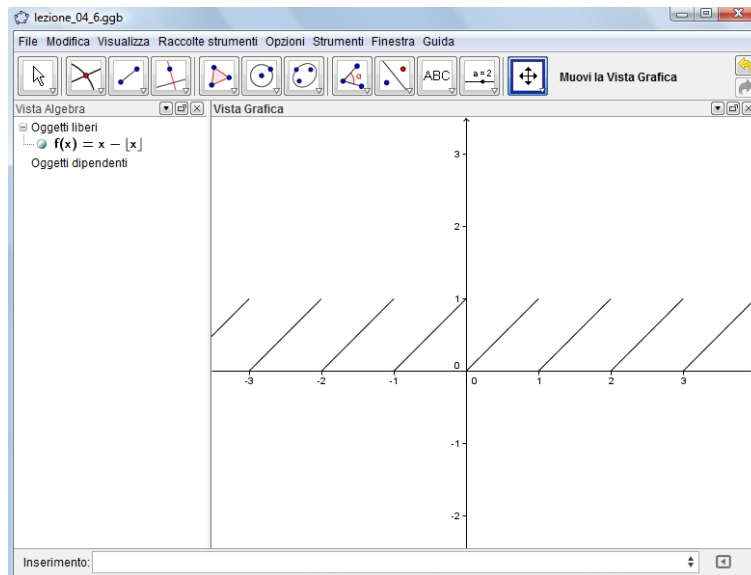 lezione_04_6.ggb
File Modifica Visualizza Raccolte strumenti Opzioni Strumenti Finestra Guida
α ABC a=2 Muovi la Vista Grafica
Vista Algebra Vista Grafica
Oggetti liberi
f(x) = x − ⌊x⌋
Oggetti dipendenti
3
2
1
0
-3 -2 -1 0 1 2 3
-1
-2
Inserimento: